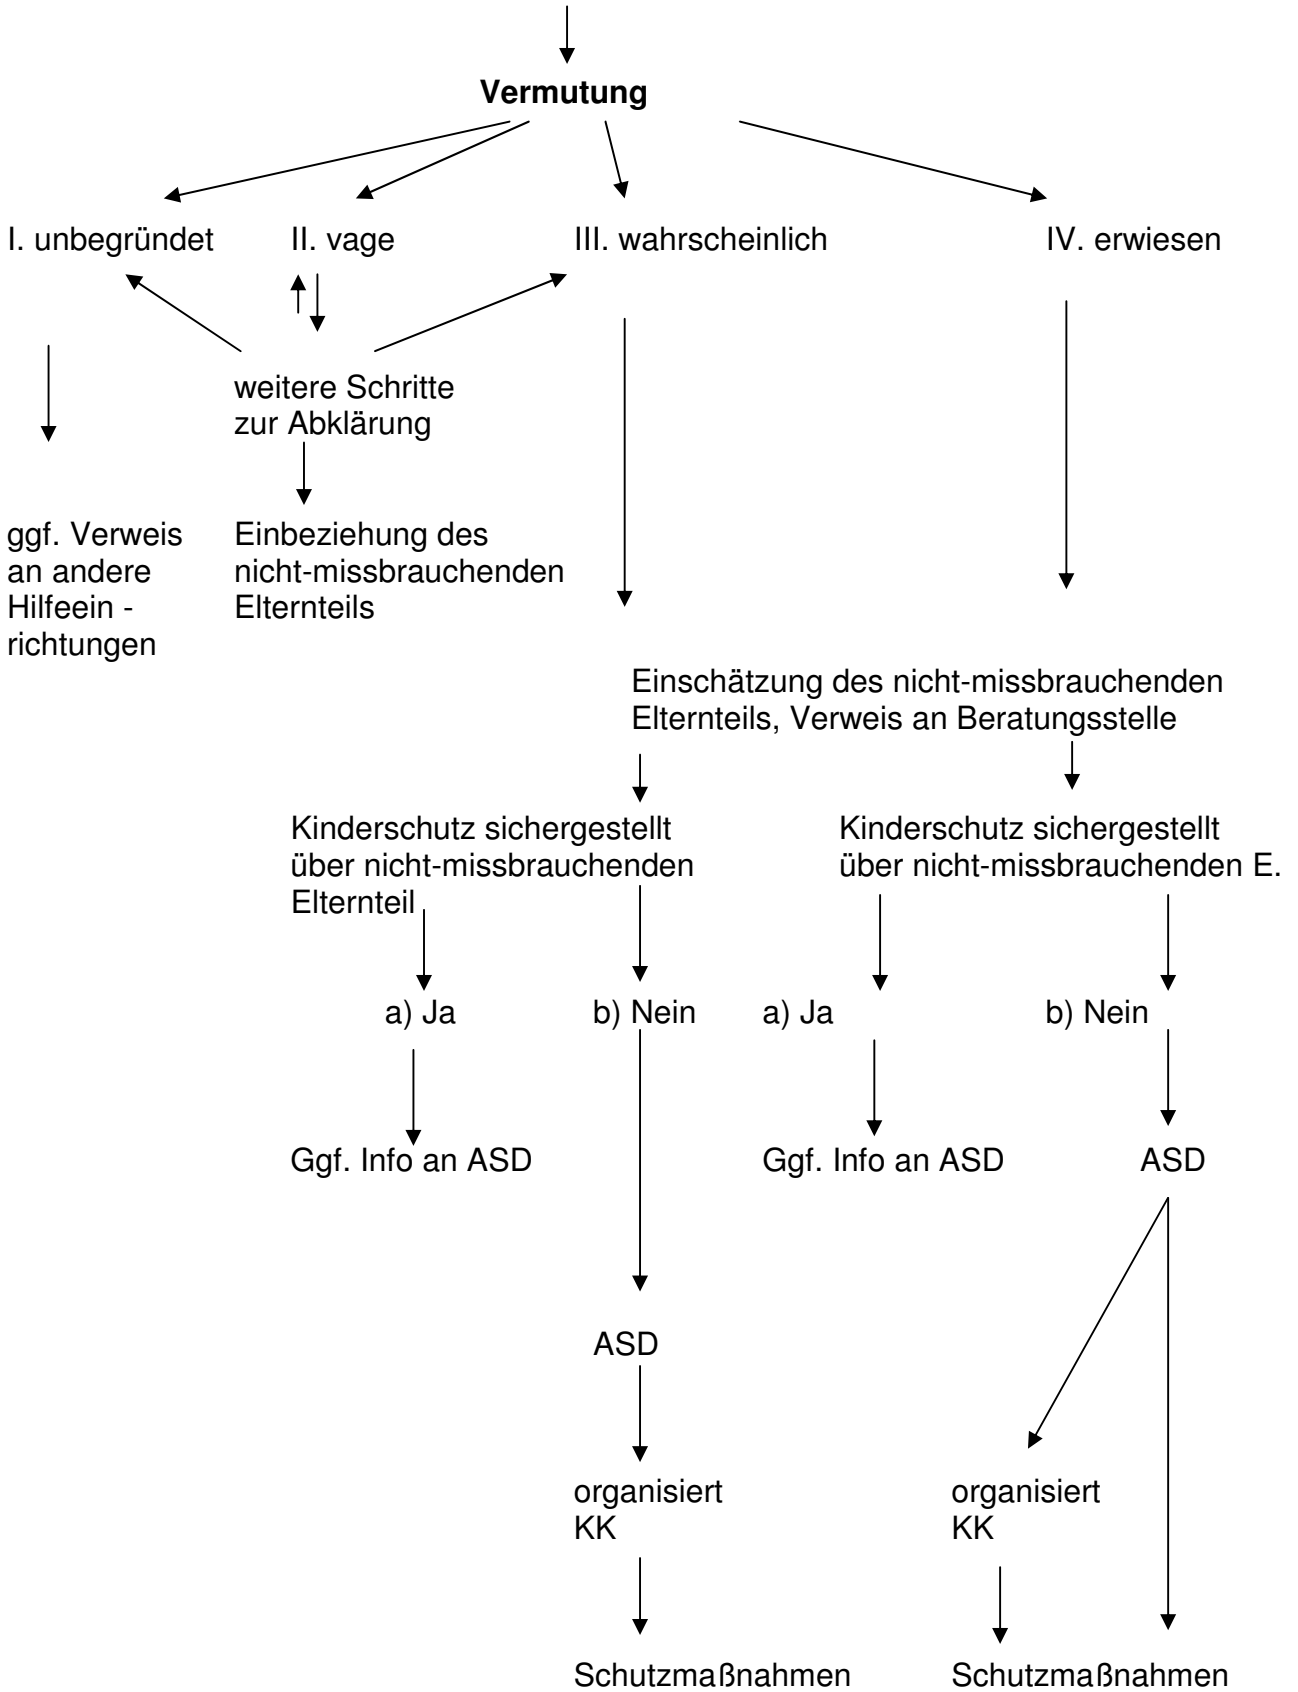 Vermutung
I. unbegründet
II. vage
III. wahrscheinlich
IV. erwiesen
weitere Schritte
zur Abklärung
ggf. Verweis
an andere
Hilfeein -
richtungen
Einbeziehung des
nicht-missbrauchenden
Elternteils
Einschätzung des nicht-missbrauchenden
Elternteils, Verweis an Beratungsstelle
Kinderschutz sichergestellt
über nicht-missbrauchenden
Elternteil
Kinderschutz sichergestellt
über nicht-missbrauchenden E.
a) Ja
b) Nein
a) Ja
b) Nein
Ggf. Info an ASD
Ggf. Info an ASD
ASD
ASD
organisiert
KK
organisiert
KK
Schutzmaßnahmen
Schutzmaßnahmen